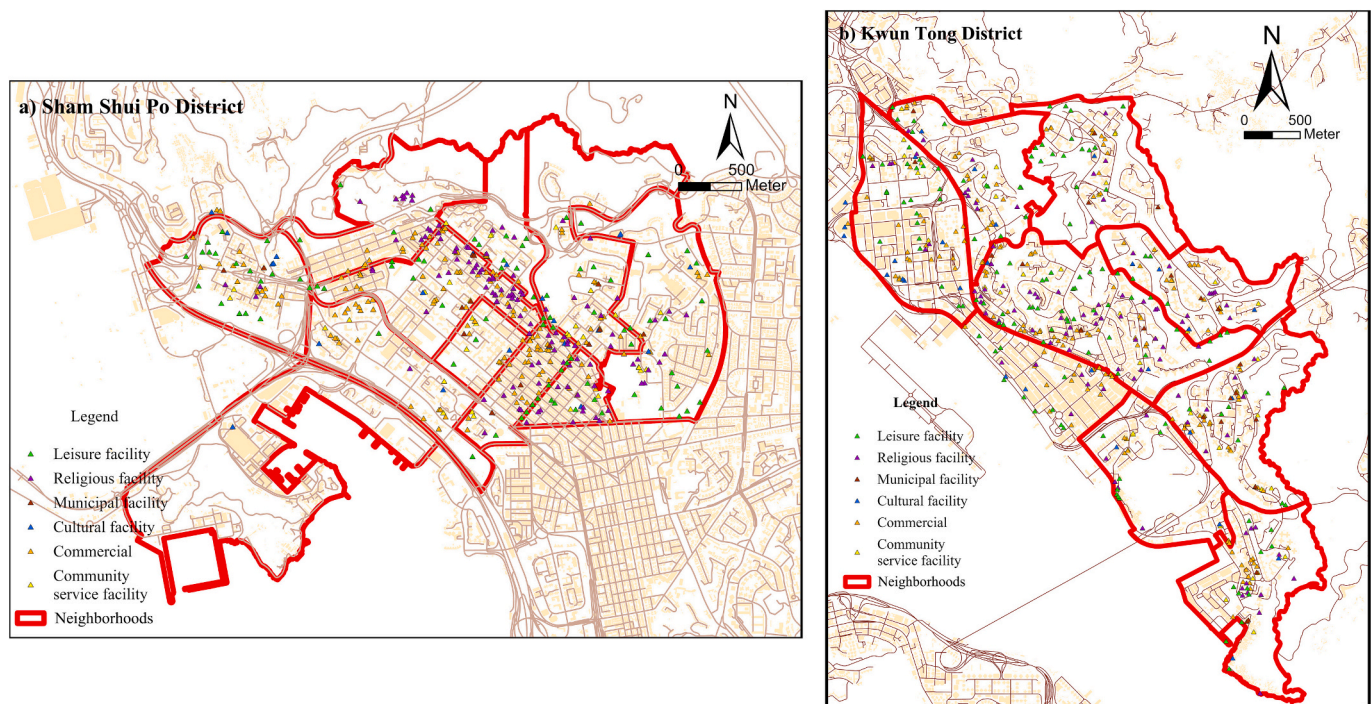 a) Sham Shui Po District
N
0 500
Meter
Legend
Leisure facility
Religious facility
Municipal facility
Cultural facility
Commercial
Community
service facility
Neighborhoods
b) Kwun Tong District
N
0 500
Meter
Legend
Leisure facility
Religious facility
Municipal facility
Cultural facility
Commercial
Community
service facility
Neighborhoods